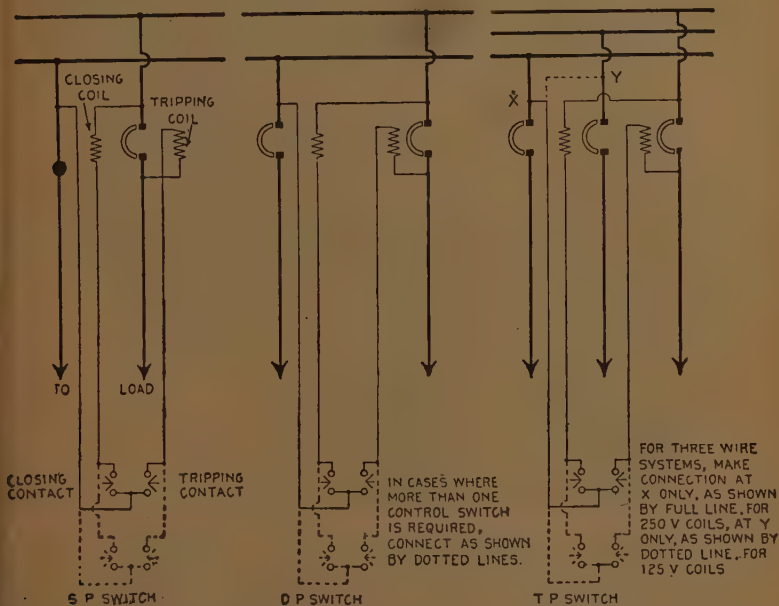 CLOSING
COIL
TRIPPING
COIL
X
Y
TO
LOAD
CLOSING
CONTACT
TRIPPING
CONTACT
IN CASES WHERE
MORE THAN ONE
CONTROL SWITCH
IS REQUIRED,
CONNECT AS SHOWN
BY DOTTED LINES.
FOR THREE WIRE
SYSTEMS, MAKE
CONNECTION AT
X ONLY, AS SHOWN
BY FULL LINE, FOR
250 V COILS, AT Y
ONLY, AS SHOWN BY
DOTTED LINE, FOR
125 V COILS
S P SWITCH
D P SWITCH
T P SWITCH